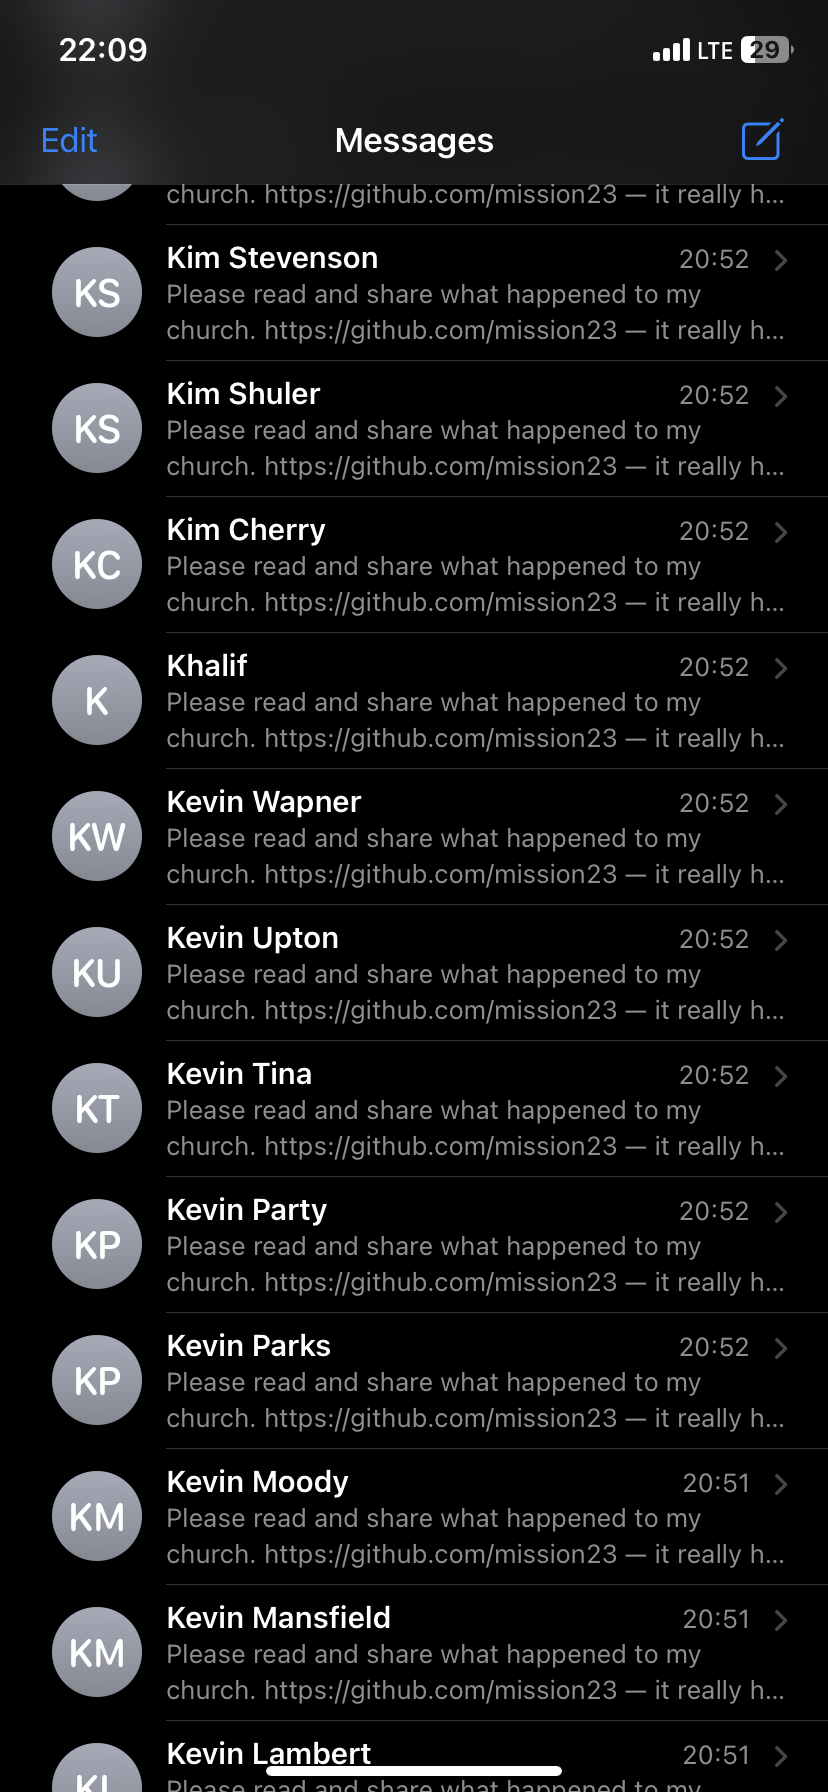 22:09
LTE 29
Edit Messages
church. https://github.com/mission23 — it really h...
KS Kim Stevenson 20:52
Please read and share what happened to my
church. https://github.com/mission23 — it really h...
KS Kim Shuler 20:52
Please read and share what happened to my
church. https://github.com/mission23 — it really h...
KC Kim Cherry 20:52
Please read and share what happened to my
church. https://github.com/mission23 — it really h...
K Khalif 20:52
Please read and share what happened to my
church. https://github.com/mission23 — it really h...
KW Kevin Wapner 20:52
Please read and share what happened to my
church. https://github.com/mission23 — it really h...
KU Kevin Upton 20:52
Please read and share what happened to my
church. https://github.com/mission23 — it really h...
KT Kevin Tina 20:52
Please read and share what happened to my
church. https://github.com/mission23 — it really h...
KP Kevin Party 20:52
Please read and share what happened to my
church. https://github.com/mission23 — it really h...
KP Kevin Parks 20:52
Please read and share what happened to my
church. https://github.com/mission23 — it really h...
KM Kevin Moody 20:51
Please read and share what happened to my
church. https://github.com/mission23 — it really h...
KM Kevin Mansfield 20:51
Please read and share what happened to my
church. https://github.com/mission23 — it really h...
KL Kevin Lambert 20:51
Please read and share what happened to my